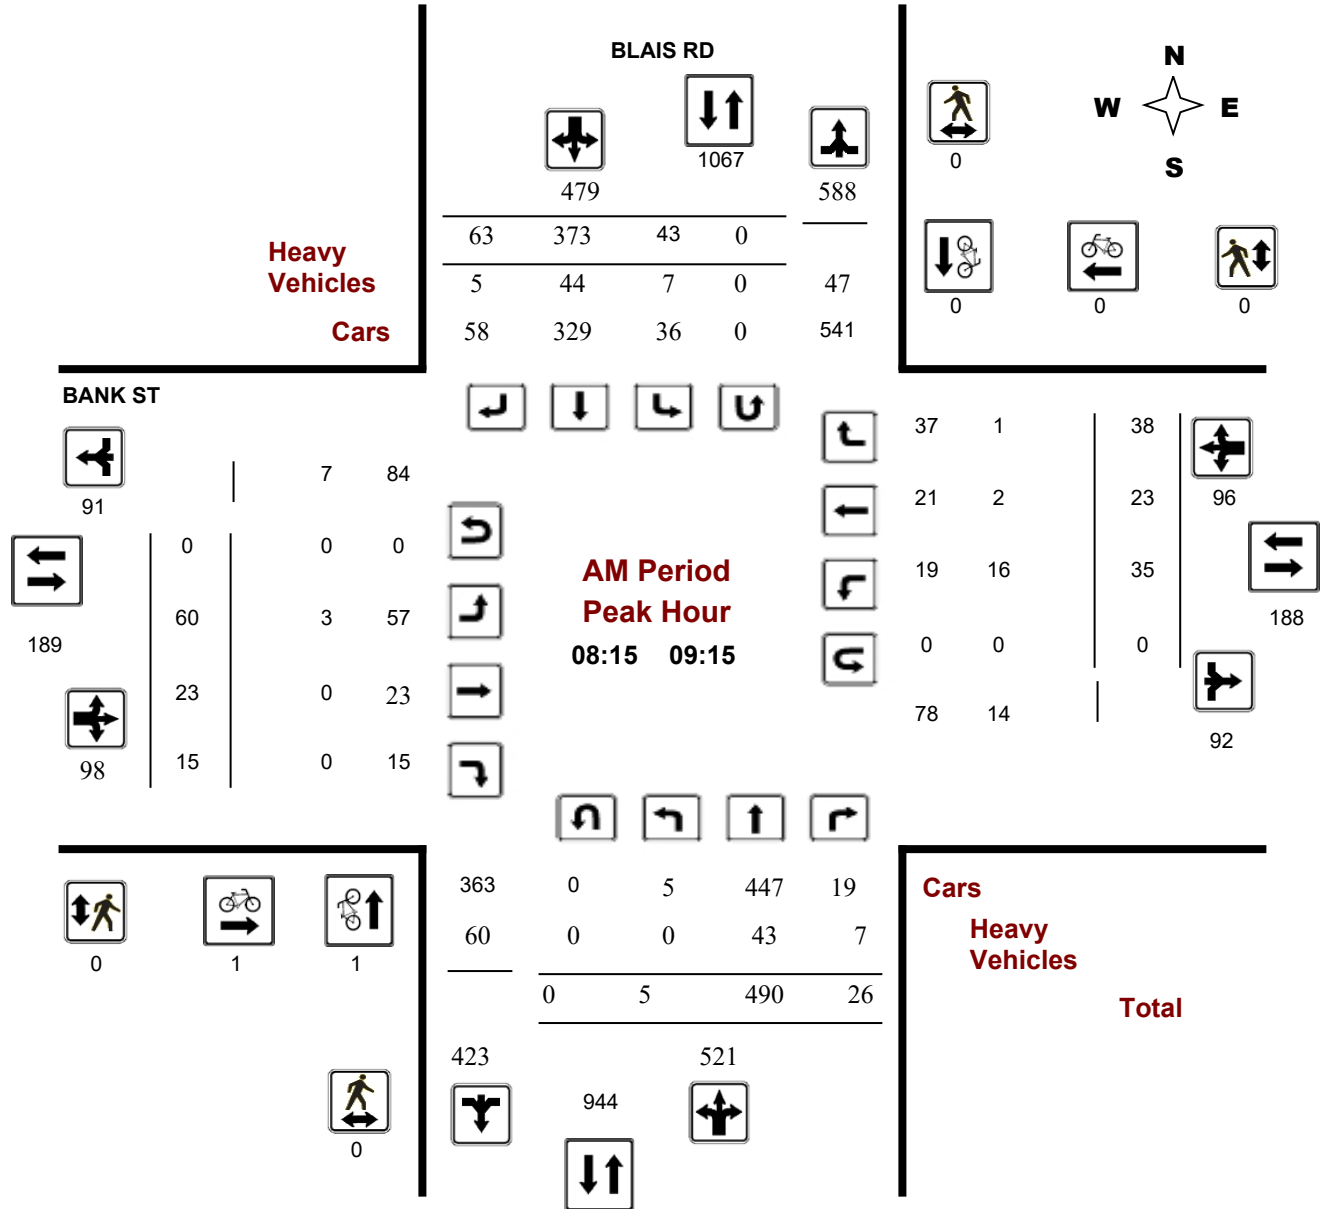 BLAIS RD
N
W E
S
1067
479
588
0
63 373 43 0
Heavy
Vehicles
5 44 7 0 47
0 0 0
Cars
58 329 36 0 541
BANK ST
37 1 38
7 84
91
21 2 23 96
0 0 0
AM Period
19 16 35
Peak Hour
60 3 57
188
189
08:15 09:15
0 0 0
23 0 23
78 14
92
98
15 0 15
363 0 5 447 19
Cars
60 0 0 43 7
Heavy
Vehicles
0 1 1
0 5 490 26
Total
423 521
944
0